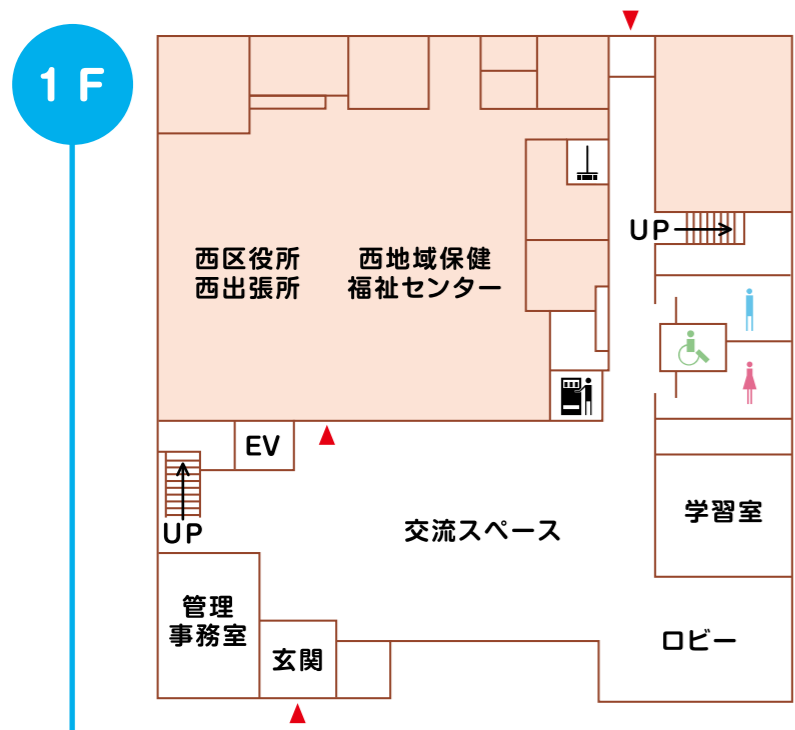 1F
UP
西区役所
西出張所
西地域保健
福祉センター
EV
UP
交流スペース
学習室
管理
事務室
玄関
ロビー